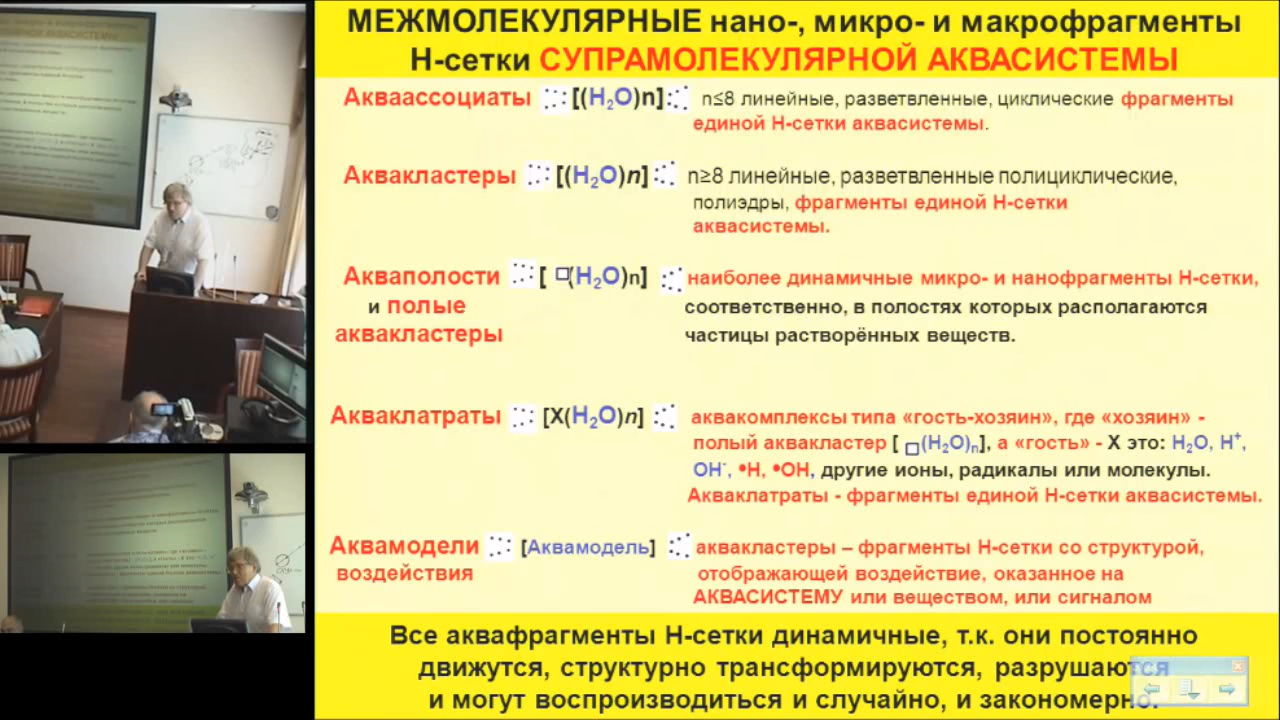 МЕЖМОЛЕКУЛЯРНЫЕ нано-, микро- и макрофрагменты
Н-сетки СУПРАМОЛЕКУЛЯРНОЙ АКВАСИСТЕМЫ
Акваассоциаты [(H₂O)n] n≤8 линейные, разветвленные, циклические фрагменты
единой Н-сетки аквасистемы.
Аквакластеры [(H₂O)n] n≥8 линейные, разветвленные полициклические,
полиэдры, фрагменты единой Н-сетки
аквасистемы.
Акваполости [ □(H₂O)n] наиболее динамичные микро- и нанофрагменты Н-сетки,
и полые соответственно, в полостях которых располагаются
аквакластеры частицы растворённых веществ.
Акваклатраты [X(H₂O)n] аквакомплексы типа «гость-хозяин», где «хозяин» -
полый аквакластер [ □(H₂O)n], а «гость» - X это: H₂O, H⁺,
OH⁻, •H, •OH, другие ионы, радикалы или молекулы.
Акваклатраты - фрагменты единой Н-сетки аквасистемы.
Аквамодели [Аквамодель] аквакластеры – фрагменты Н-сетки со структурой,
воздействия отображающей воздействие, оказанное на
АКВАСИСТЕМУ или веществом, или сигналом
Все аквафрагменты Н-сетки динамичные, т.к. они постоянно
движутся, структурно трансформируются, разрушаются
и могут воспроизводиться и случайно, и закономерно.